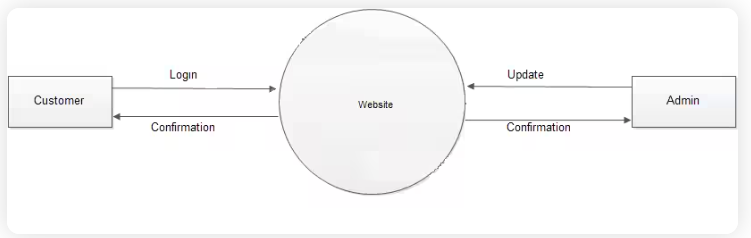 Login
Update
Customer
Website
Admin
Confirmation
Confirmation